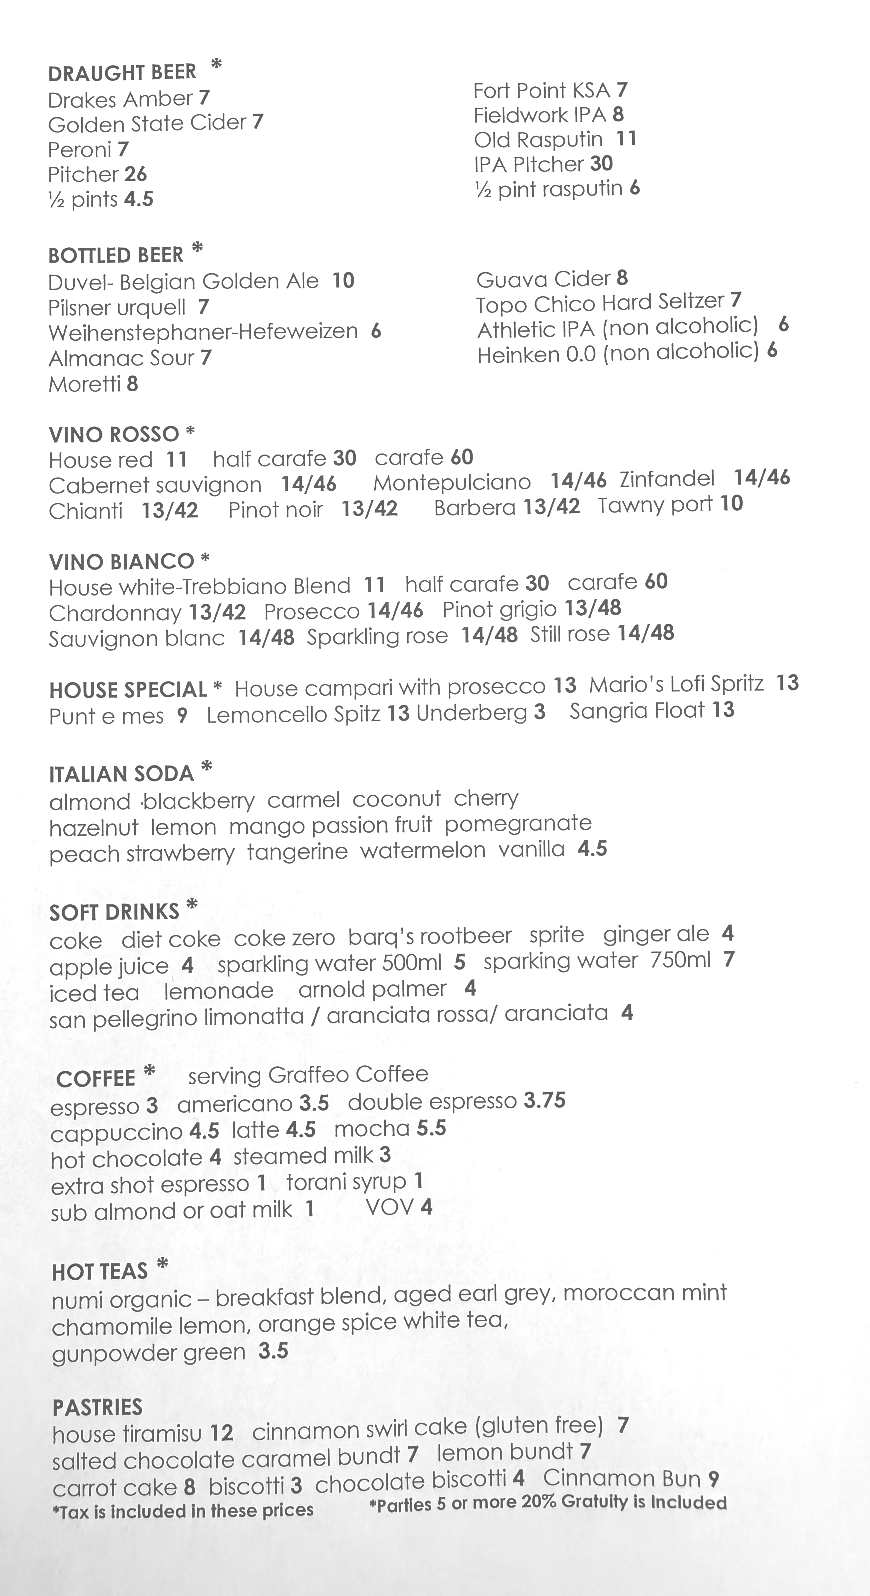 DRAUGHT BEER *
Drakes Amber 7
Golden State Cider 7
Peroni 7
Pitcher 26
½ pints 4.5
Fort Point KSA 7
Fieldwork IPA 8
Old Rasputin 11
IPA PItcher 30
½ pint rasputin 6
BOTTLED BEER *
Duvel- Belgian Golden Ale 10
Pilsner urquell 7
Weihenstephaner-Hefeweizen 6
Almanac Sour 7
Moretti 8
Guava Cider 8
Topo Chico Hard Seltzer 7
Athletic IPA (non alcoholic) 6
Heinken 0.0 (non alcoholic) 6
VINO ROSSO *
House red 11 half carafe 30 carafe 60
Cabernet sauvignon 14/46 Montepulciano 14/46 Zinfandel 14/46
Chianti 13/42 Pinot noir 13/42 Barbera 13/42 Tawny port 10
VINO BIANCO *
House white-Trebbiano Blend 11 half carafe 30 carafe 60
Chardonnay 13/42 Prosecco 14/46 Pinot grigio 13/48
Sauvignon blanc 14/48 Sparkling rose 14/48 Still rose 14/48
HOUSE SPECIAL * House campari with prosecco 13 Mario's Lofi Spritz 13
Punt e mes 9 Lemoncello Spitz 13 Underberg 3 Sangria Float 13
ITALIAN SODA *
almond blackberry carmel coconut cherry
hazelnut lemon mango passion fruit pomegranate
peach strawberry tangerine watermelon vanilla 4.5
SOFT DRINKS *
coke diet coke coke zero barq's rootbeer sprite ginger ale 4
apple juice 4 sparkling water 500ml 5 sparking water 750ml 7
iced tea lemonade arnold palmer 4
san pellegrino limonatta / aranciata rossa/ aranciata 4
COFFEE * serving Graffeo Coffee
espresso 3 americano 3.5 double espresso 3.75
cappuccino 4.5 latte 4.5 mocha 5.5
hot chocolate 4 steamed milk 3
extra shot espresso 1 torani syrup 1
sub almond or oat milk 1 VOV 4
HOT TEAS *
numi organic – breakfast blend, aged earl grey, moroccan mint
chamomile lemon, orange spice white tea,
gunpowder green 3.5
PASTRIES
house tiramisu 12 cinnamon swirl cake (gluten free) 7
salted chocolate caramel bundt 7 lemon bundt 7
carrot cake 8 biscotti 3 chocolate biscotti 4 Cinnamon Bun 9
*Tax is included in these prices *Parties 5 or more 20% Gratuity is Included